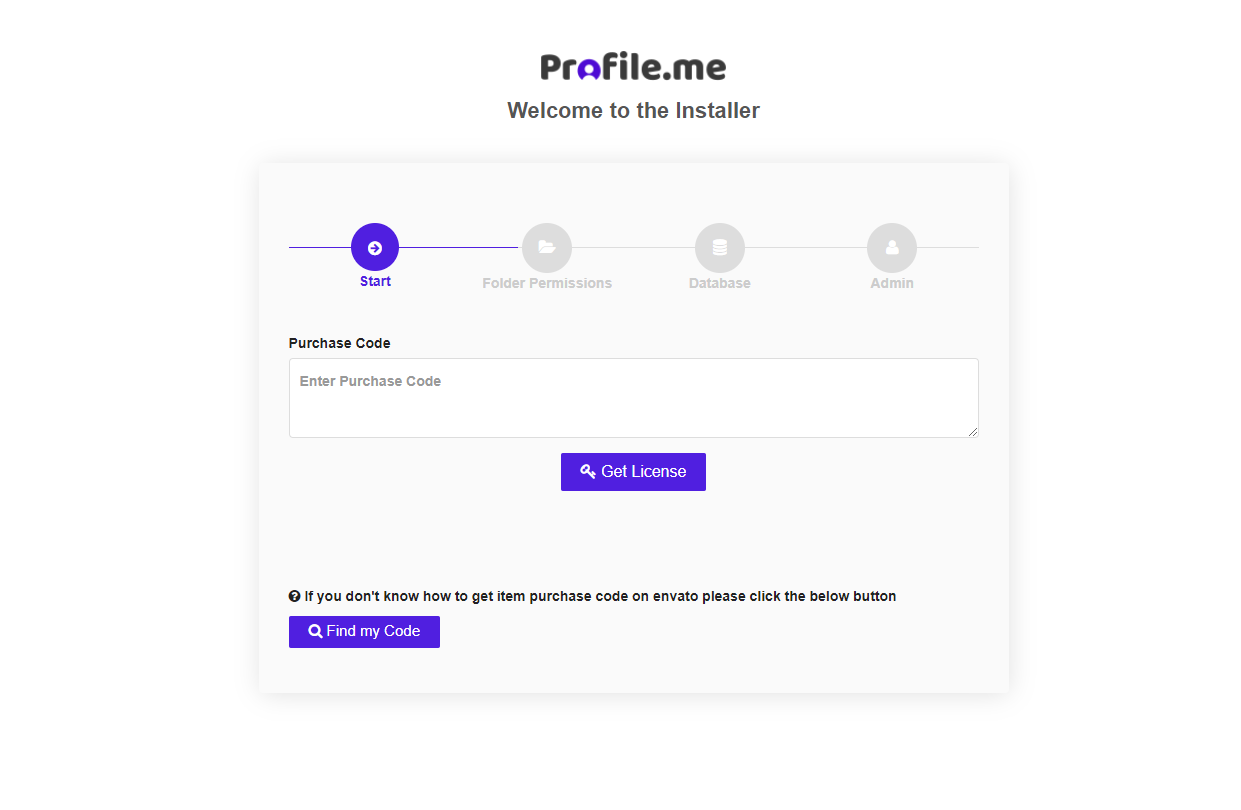 Profile.me
Welcome to the Installer
Start
Folder Permissions
Database
Admin
Purchase Code
Enter Purchase Code
Get License
If you don't know how to get item purchase code on envato please click the below button
Find my Code